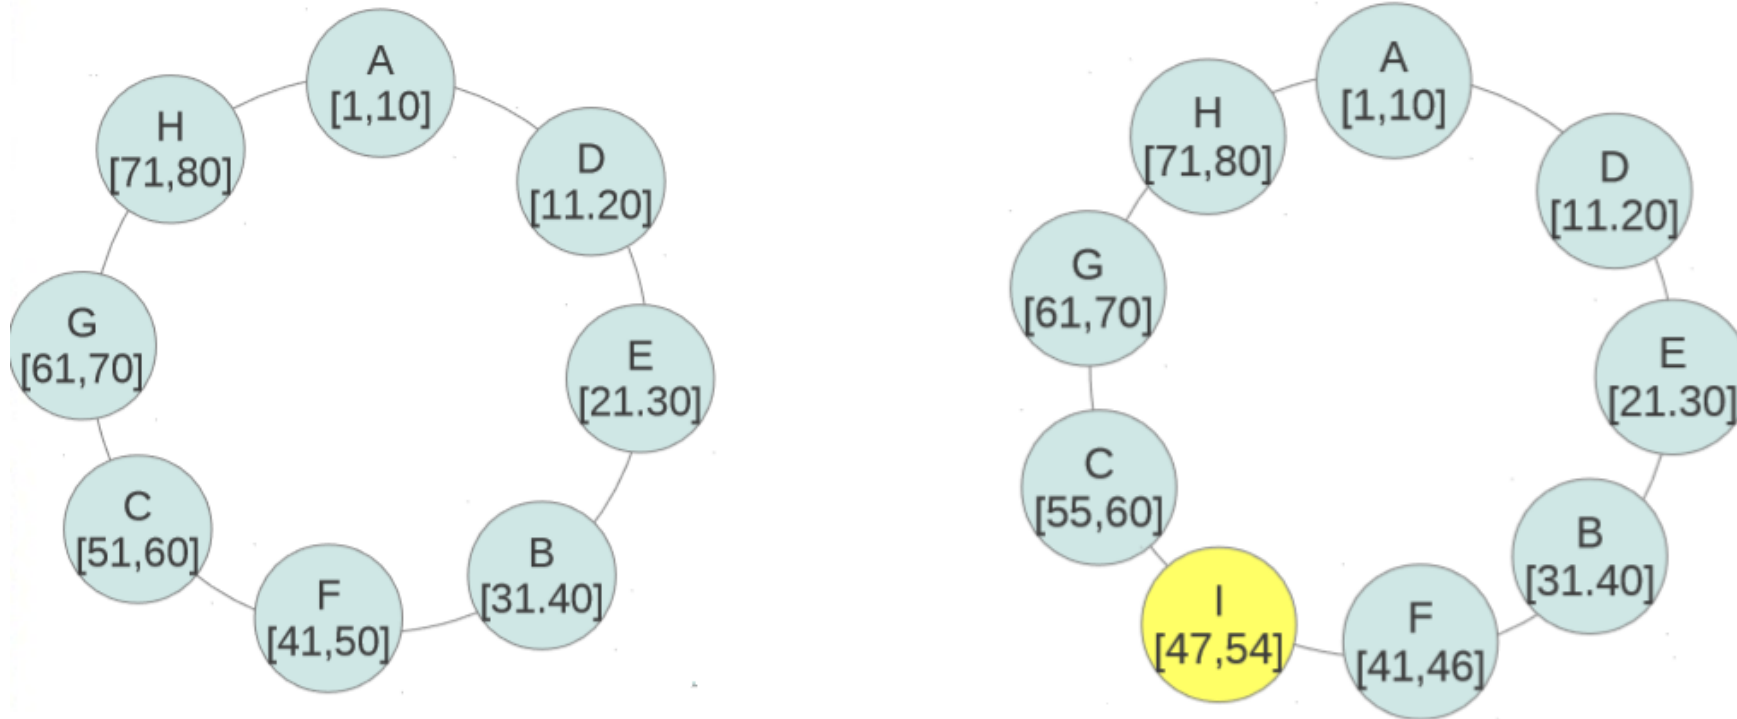 A
[1,10]
D
[11.20]
E
[21.30]
B
[31.40]
F
[41,50]
C
[51,60]
G
[61,70]
H
[71,80]
A
[1,10]
D
[11.20]
E
[21.30]
B
[31.40]
F
[41,46]
I
[47,54]
C
[55,60]
G
[61,70]
H
[71,80]